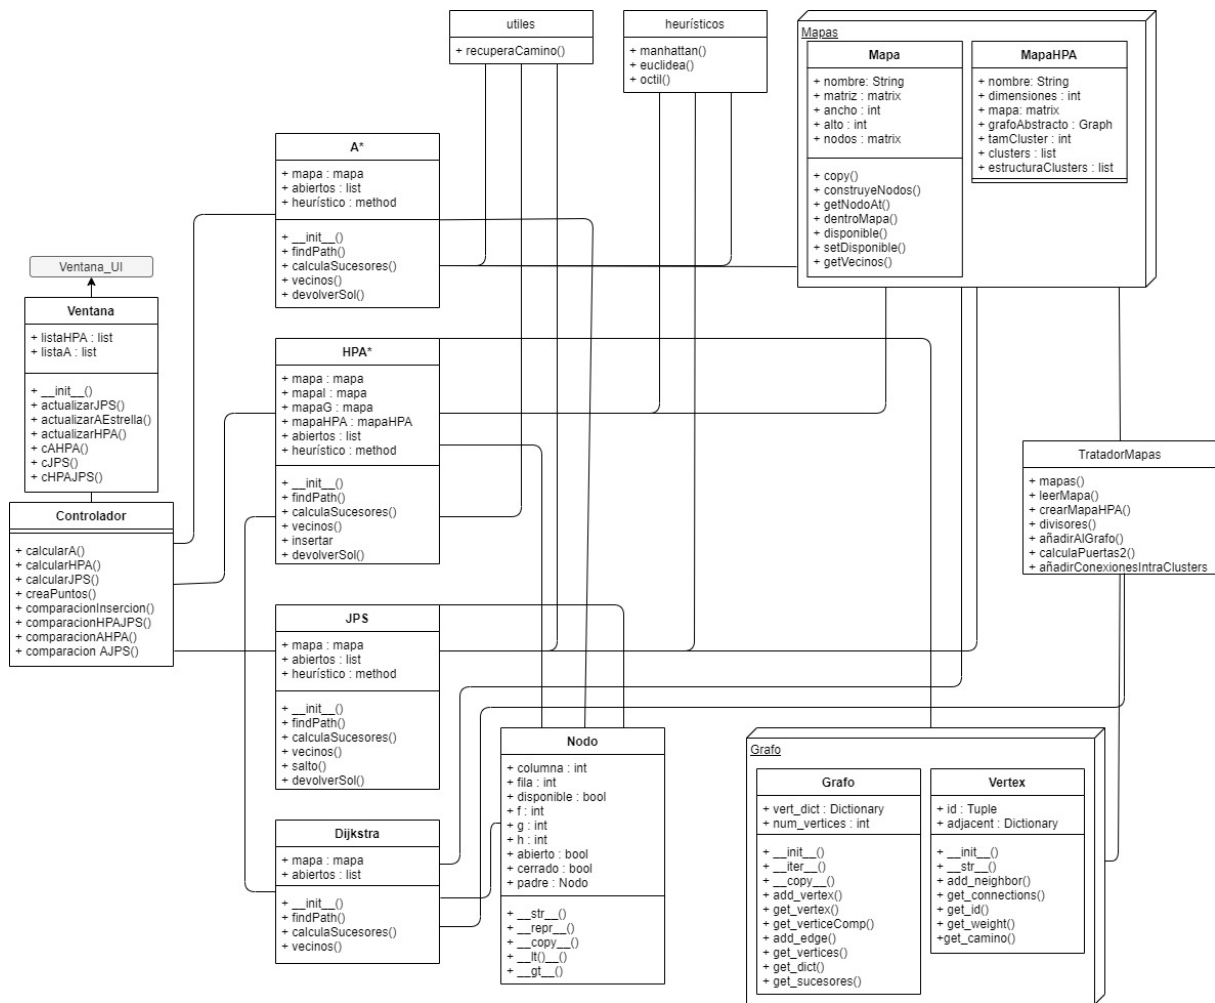 utiles
+ recuperaCamino()
heurísticos
+ manhattan()
+ euclidea()
+ octil()
Mapas
Mapa
+ nombre: String
+ matriz : matrix
+ ancho : int
+ alto : int
+ nodos : matrix
+ copy()
+ construyeNodos()
+ getNodoAt()
+ dentroMapa()
+ disponible()
+ setDisponible()
+ getVecinos()
MapaHPA
+ nombre: String
+ dimensiones : int
+ mapa: matrix
+ grafoAbstracto : Graph
+ tamCluster : int
+ clusters : list
+ estructuraClusters : list
A*
+ mapa : mapa
+ abiertos : list
+ heurístico : method
+ __init__()
+ findPath()
+ calculaSucesores()
+ vecinos()
+ devolverSol()
Ventana_UI
Ventana
+ listaHPA : list
+ listaA : list
+ __init__()
+ actualizarJPS()
+ actualizarAEstrella()
+ actualizarHPA()
+ cAHPA()
+ cJPS()
+ cHPAJPS()
Controlador
+ calcularA()
+ calcularHPA()
+ calcularJPS()
+ creaPuntos()
+ comparacionInsercion()
+ comparacionHPAJPS()
+ comparacionAHPA()
+ comparacion AJPS()
HPA*
+ mapa : mapa
+ mapaI : mapa
+ mapaG : mapa
+ mapaHPA : mapaHPA
+ abiertos : list
+ heurístico : method
+ __init__()
+ findPath()
+ calculaSucesores()
+ vecinos()
+ insertar
+ devolverSol()
TratadorMapas
+ mapas()
+ leerMapa()
+ crearMapaHPA()
+ divisores()
+ añadirAlGrafo()
+ calculaPuertas2()
+ añadirConexionesIntraClusters
JPS
+ mapa : mapa
+ abiertos : list
+ heurístico : method
+ __init__()
+ findPath()
+ calculaSucesores()
+ vecinos()
+ salto()
+ devolverSol()
Dijkstra
+ mapa : mapa
+ abiertos : list
+ __init__()
+ findPath()
+ calculaSucesores()
+ vecinos()
Nodo
+ columna : int
+ fila : int
+ disponible : bool
+ f : int
+ g : int
+ h : int
+ abierto : bool
+ cerrado : bool
+ padre : Nodo
+ __str__()
+ __repr__()
+ __copy__()
+ __lt()__()
+ __gt__()
Grafo
Grafo
+ vert_dict : Dictionary
+ num_vertices : int
+ __init__()
+ __iter__()
+ __copy__()
+ add_vertex()
+ get_vertex()
+ get_verticeComp()
+ add_edge()
+ get_vertices()
+ get_dict()
+ get_sucesores()
Vertex
+ id : Tuple
+ adjacent : Dictionary
+ __init__()
+ __str__()
+ add_neighbor()
+ get_connections()
+ get_id()
+ get_weight()
+get_camino()